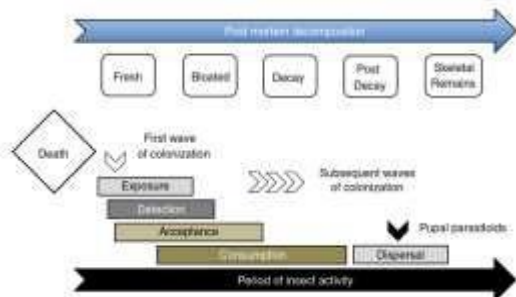 Post mortem decomposition
Fresh
Bloated
Decay
Post
Decay
Skeletal
Remains
Death
First wave
of colonization
Subsequent waves
of colonization
Exposure
Detection
Acceptance
Consumption
Dispersal
Pupal parasitoids
Period of insect activity